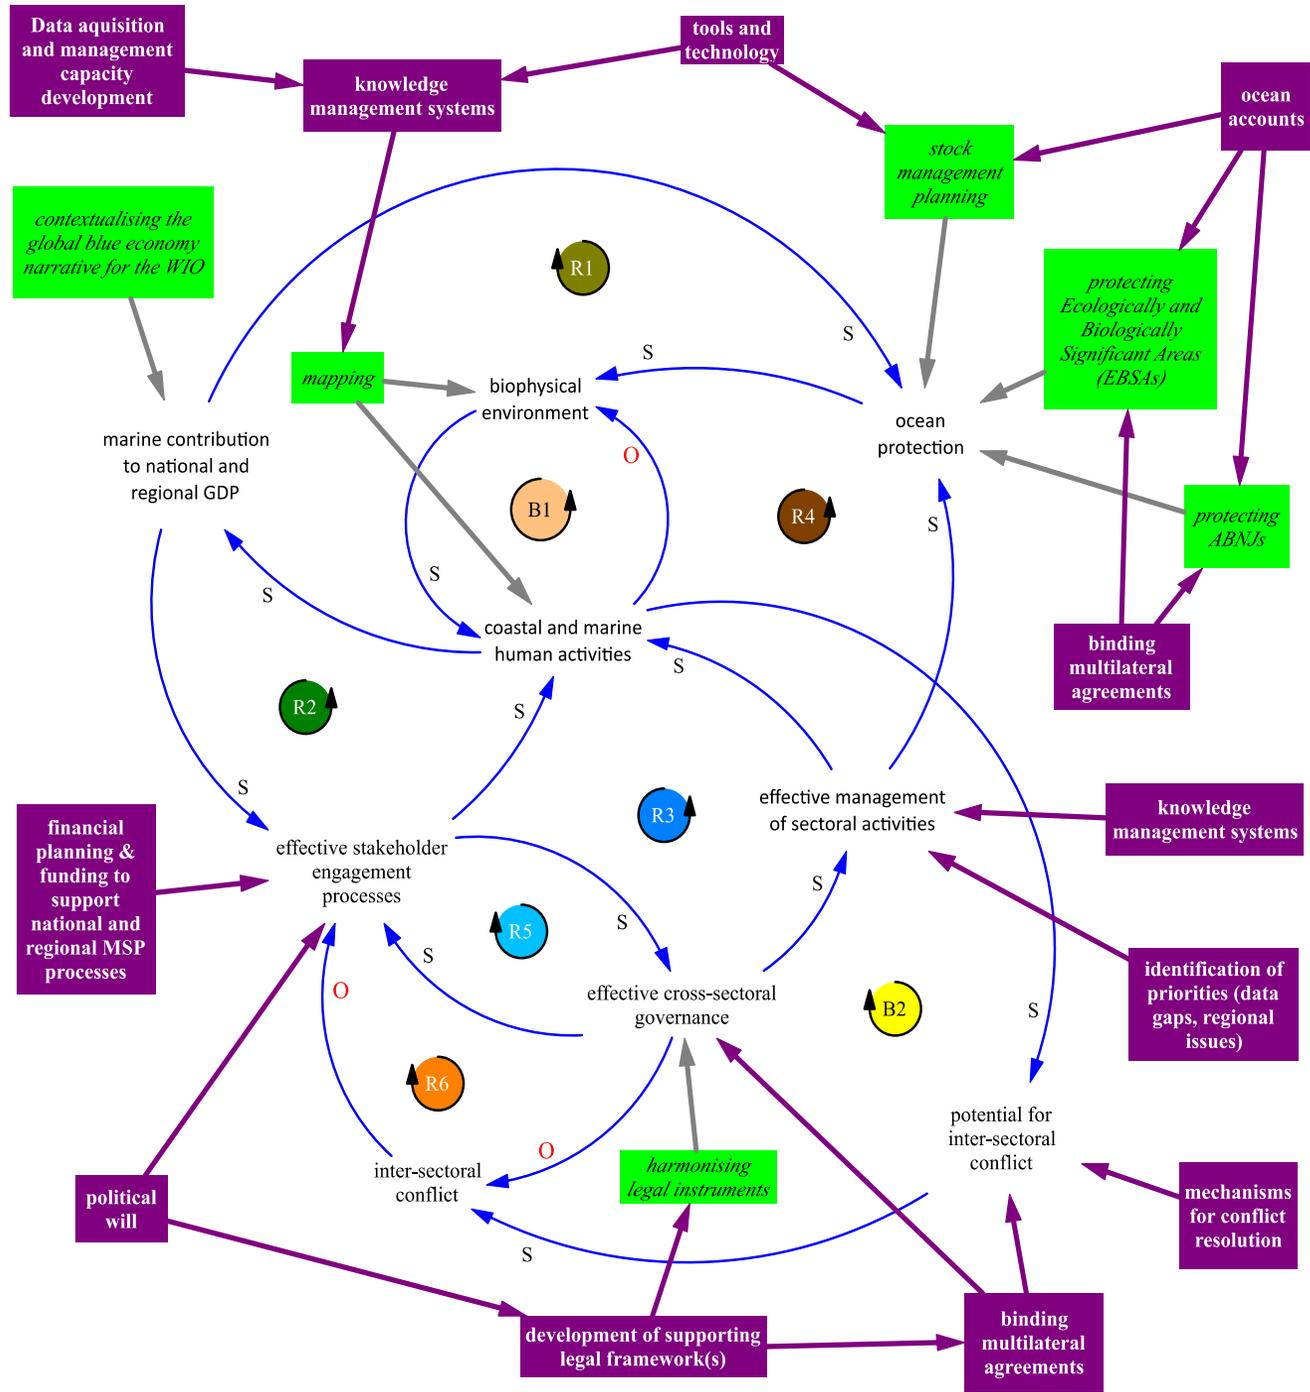 Data aquisition
and management
capacity
development
tools and
technology
knowledge
management systems
ocean
accounts
stock
management
planning
contextualising the
global blue economy
narrative for the WIO
R1
protecting
Ecologically and
Biologically
Significant Areas
(EBSAs)
S
S
mapping
biophysical
environment
ocean
protection
marine contribution
to national and
regional GDP
O
B1
R4
S
protecting
ABNJs
S
S
coastal and marine
human activities
S
binding
multilateral
agreements
R2
S
S
effective management
of sectoral activities
knowledge
management systems
R3
financial
planning &
funding to
support
national and
regional MSP
processes
effective stakeholder
engagement
processes
S
S
R5
S
O
effective cross-sectoral
governance
B2
S
identification of
priorities (data
gaps, regional
issues)
R6
potential for
inter-sectoral
conflict
O
inter-sectoral
conflict
harmonising
legal instruments
political
will
mechanisms
for conflict
resolution
S
development of supporting
legal framework(s)
binding
multilateral
agreements